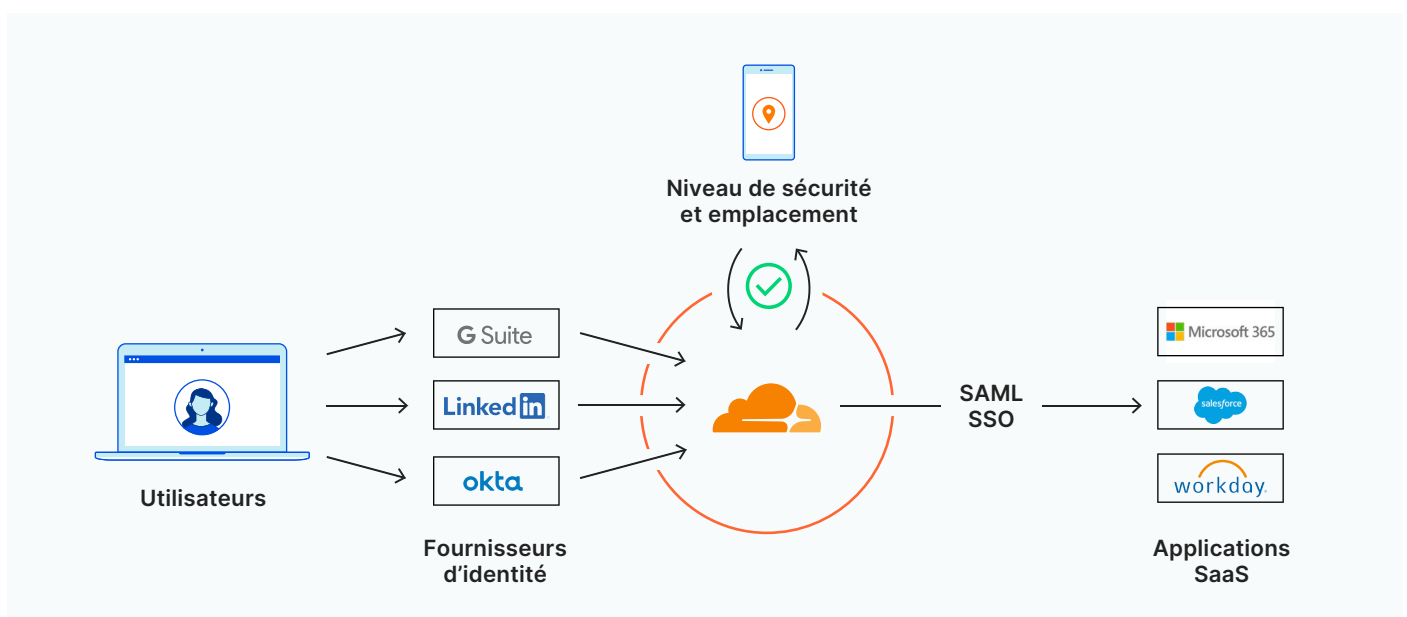 Niveau de sécurité
et emplacement
G Suite
Linked in
okta
SAML
SSO
Microsoft 365
salesforce
workday.
Utilisateurs
Fournisseurs
d’identité
Applications
SaaS